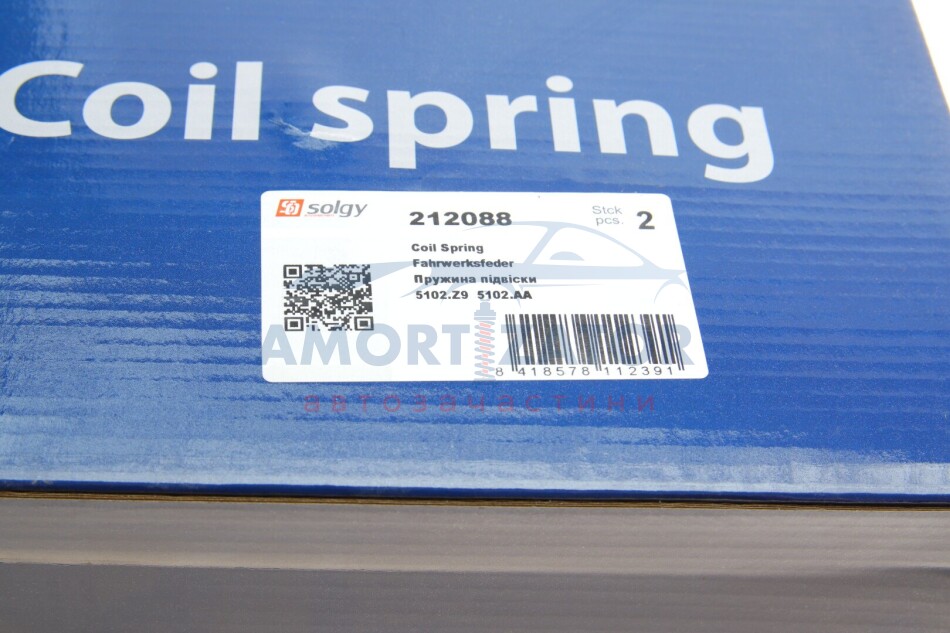 Coil spring
solgy
212088
Stck
pcs. 2
Coil Spring
Fahrwerksfeder
Пружина підвіски
5102.Z9 5102.AA
8 418578 112391
AMORTIZATOR
автозапчастини